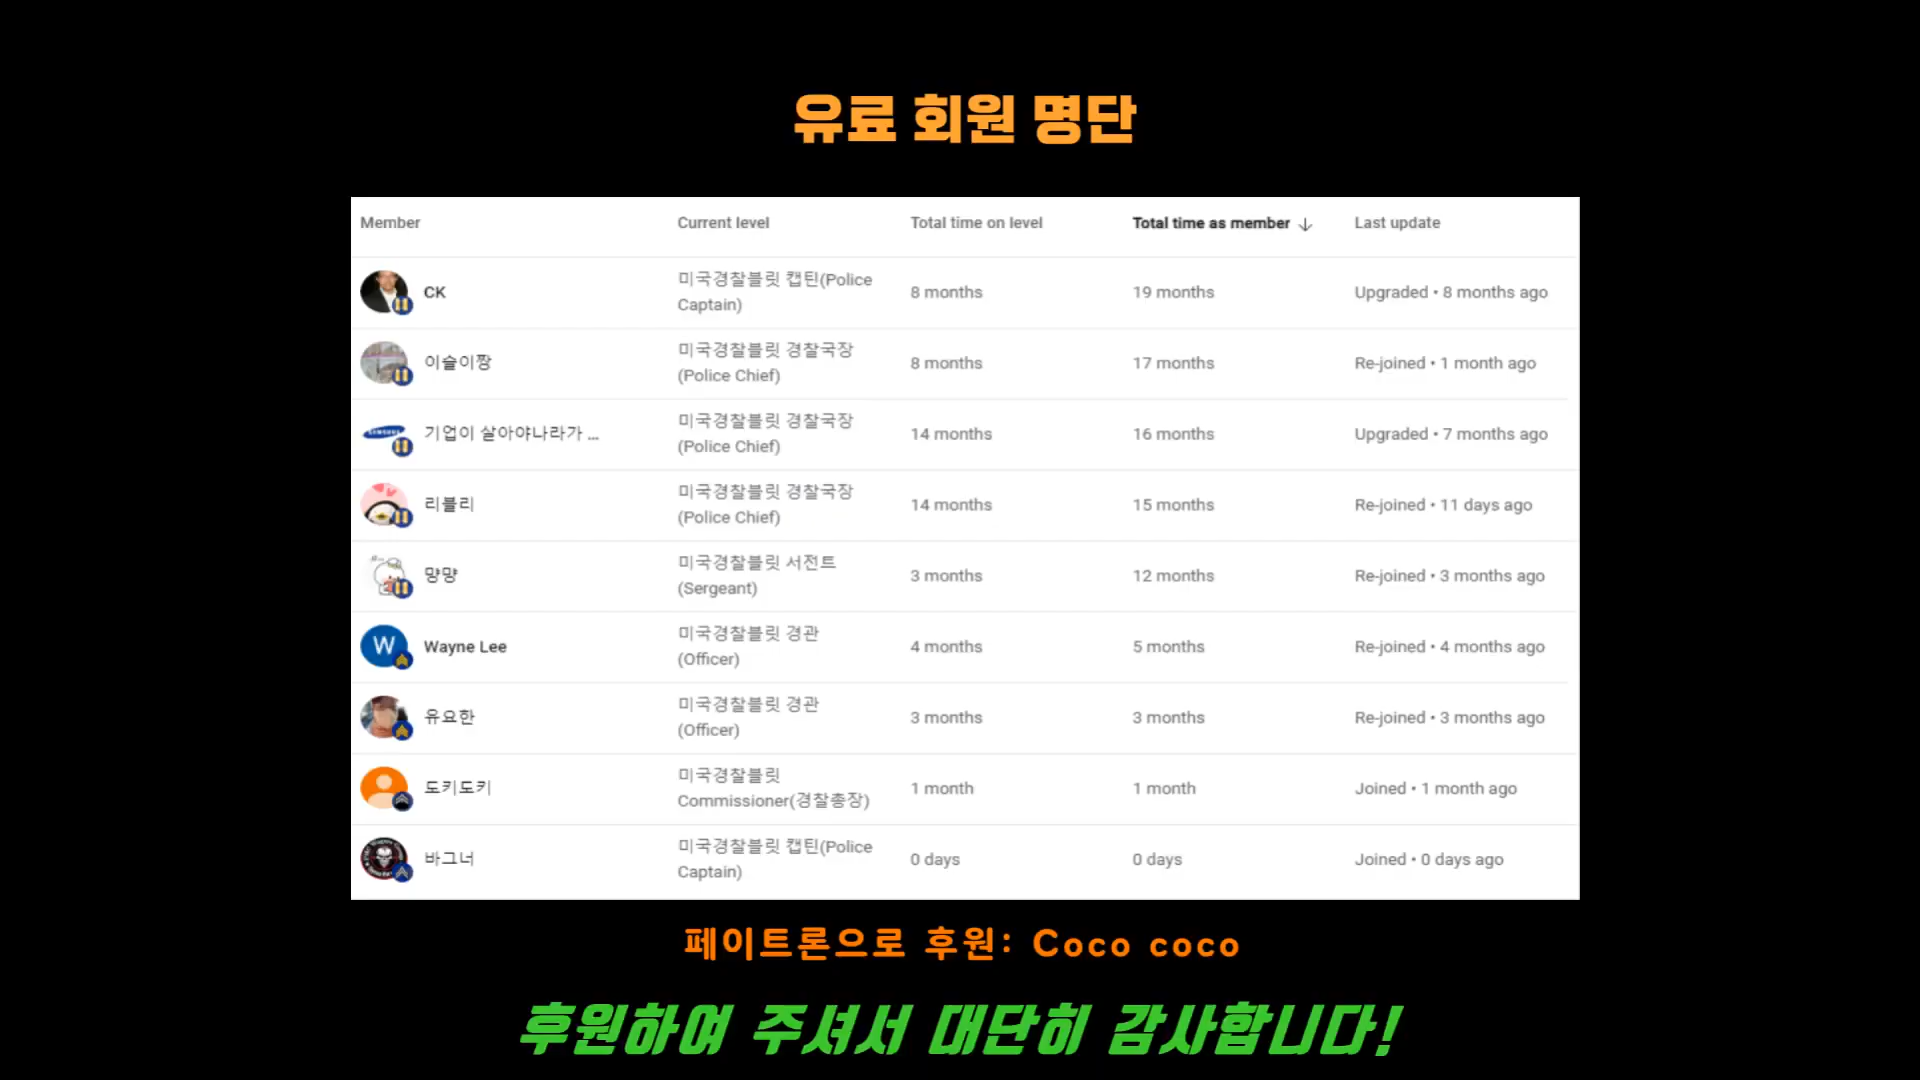 유료 회원 명단
Member Current level Total time on level Total time as member ↓ Last update
CK 미국경찰블릿 캡틴(Police Captain) 8 months 19 months Upgraded • 8 months ago
이슬이짱 미국경찰블릿 경찰국장 (Police Chief) 8 months 17 months Re-joined • 1 month ago
SAMSUNG 기업이 살아야나라가 ... 미국경찰블릿 경찰국장 (Police Chief) 14 months 16 months Upgraded • 7 months ago
리블리 미국경찰블릿 경찰국장 (Police Chief) 14 months 15 months Re-joined • 11 days ago
먕먕 미국경찰블릿 서전트 (Sergeant) 3 months 12 months Re-joined • 3 months ago
W Wayne Lee 미국경찰블릿 경관 (Officer) 4 months 5 months Re-joined • 4 months ago
유요한 미국경찰블릿 경관 (Officer) 3 months 3 months Re-joined • 3 months ago
도키도키 미국경찰블릿 Commissioner(경찰총장) 1 month 1 month Joined • 1 month ago
바그너 미국경찰블릿 캡틴(Police Captain) 0 days 0 days Joined • 0 days ago
페이트론으로 후원: Coco coco
후원하여 주셔서 대단히 감사합니다!